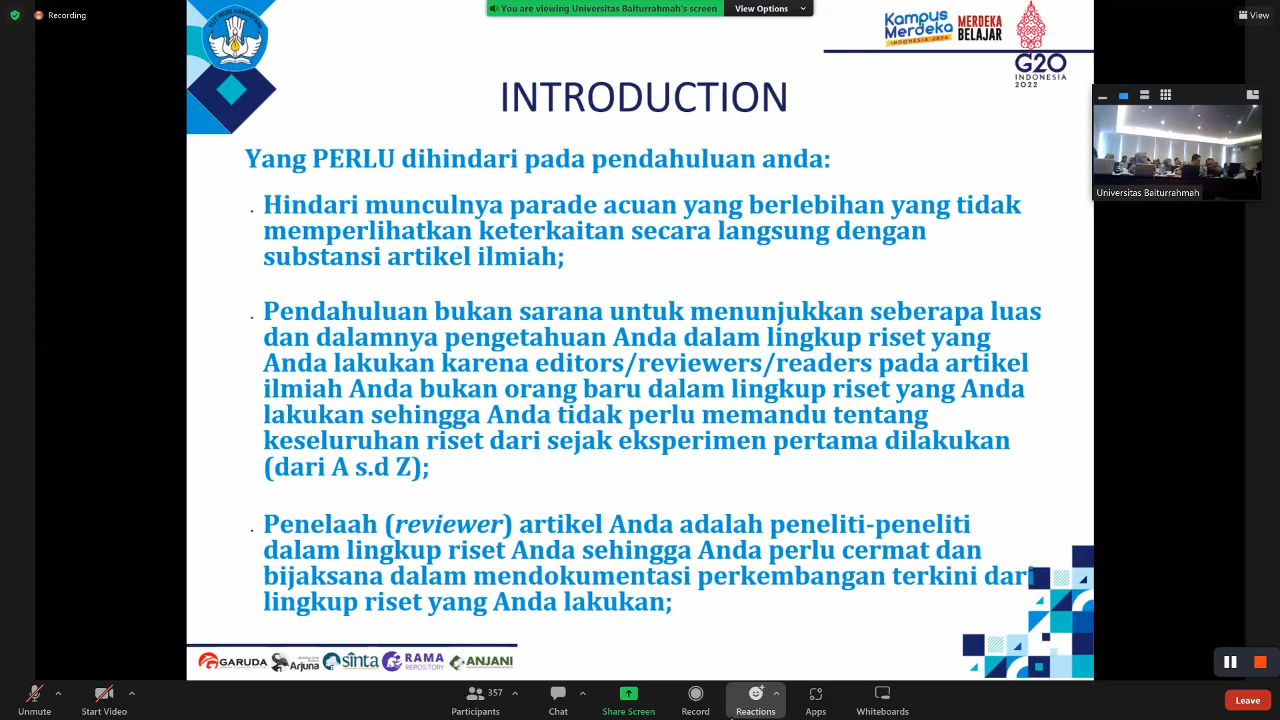 Recording
You are viewing Universitas Baiturrahmah's screen
View Options
View
TUT WURI HANDAYANI
Kampus
Merdeka
INDONESIA JAYA
MERDEKA
BELAJAR
G20
INDONESIA
2022
INTRODUCTION
Yang PERLU dihindari pada pendahuluan anda:
. Hindari munculnya parade acuan yang berlebihan yang tidak
memperlihatkan keterkaitan secara langsung dengan
substansi artikel ilmiah;
. Pendahuluan bukan sarana untuk menunjukkan seberapa luas
dan dalamnya pengetahuan Anda dalam lingkup riset yang
Anda lakukan karena editors/reviewers/readers pada artikel
ilmiah Anda bukan orang baru dalam lingkup riset yang Anda
lakukan sehingga Anda tidak perlu memandu tentang
keseluruhan riset dari sejak eksperimen pertama dilakukan
(dari A s.d Z);
. Penelaah (reviewer) artikel Anda adalah peneliti-peneliti
dalam lingkup riset Anda sehingga Anda perlu cermat dan
bijaksana dalam mendokumentasi perkembangan terkini dari
lingkup riset yang Anda lakukan;
Universitas Baiturrahmah
GARUDA
Arjuna
sinta
RAMA
REPOSITORY
ANJANI
Unmute
Start Video
357
Participants
Chat
Share Screen
Record
Reactions
Apps
Whiteboards
Leave